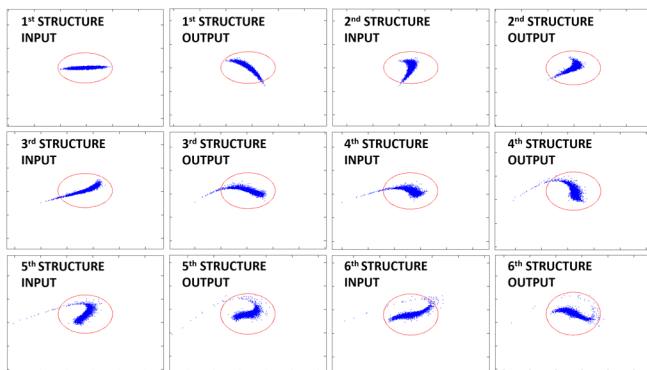 1st STRUCTURE
INPUT
1st STRUCTURE
OUTPUT
2nd STRUCTURE
INPUT
2nd STRUCTURE
OUTPUT
3rd STRUCTURE
INPUT
3rd STRUCTURE
OUTPUT
4th STRUCTURE
INPUT
4th STRUCTURE
OUTPUT
5th STRUCTURE
INPUT
5th STRUCTURE
OUTPUT
6th STRUCTURE
INPUT
6th STRUCTURE
OUTPUT